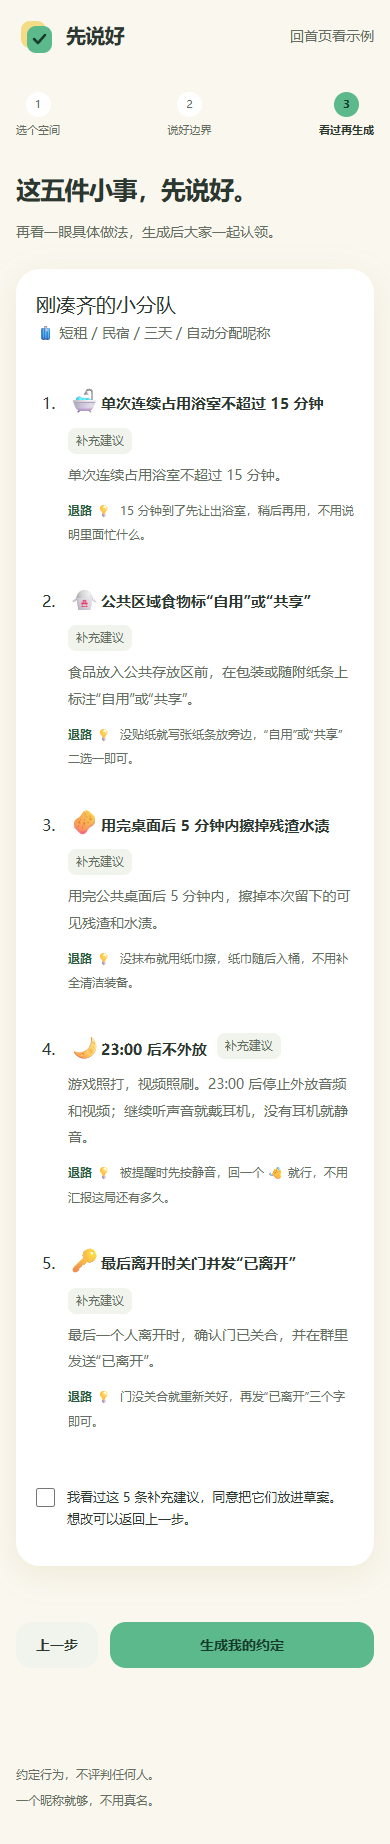 先说好
回首页看示例
1
2
3
选个空间
说好边界
看过再生成
这五件小事，先说好。
再看一眼具体做法，生成后大家一起认领。
刚凑齐的小分队
短租 / 民宿 / 三天 / 自动分配昵称
1. 单次连续占用浴室不超过 15 分钟
补充建议
单次连续占用浴室不超过 15 分钟。
退路 💡 15 分钟到了先让出浴室，稍后再用，不用说
明里面忙什么。
2. 公共区域食物标“自用”或“共享”
补充建议
食品放入公共存放区前，在包装或随附纸条上
标注“自用”或“共享”。
退路 💡 没贴纸就写张纸条放旁边，“自用”或“共享”
二选一即可。
3. 用完桌面后 5 分钟内擦掉残渣水渍
补充建议
用完公共桌面后 5 分钟内，擦掉本次留下的可
见残渣和水渍。
退路 💡 没抹布就用纸巾擦，纸巾随后入桶，不用补
全清洁装备。
4. 23:00 后不外放 补充建议
游戏照打，视频照刷。23:00 后停止外放音频
和视频；继续听声音就戴耳机，没有耳机就静
音。
退路 💡 被提醒时先按静音，回一个 👌 就行，不用
汇报这局还有多久。
5. 最后离开时关门并发“已离开”
补充建议
最后一个人离开时，确认门已关合，并在群里
发送“已离开”。
退路 💡 门没关合就重新关好，再发“已离开”三个字
即可。
我看过这 5 条补充建议，同意把它们放进草案。
想改可以返回上一步。
上一步
生成我的约定
约定行为，不评判任何人。
一个昵称就够，不用真名。